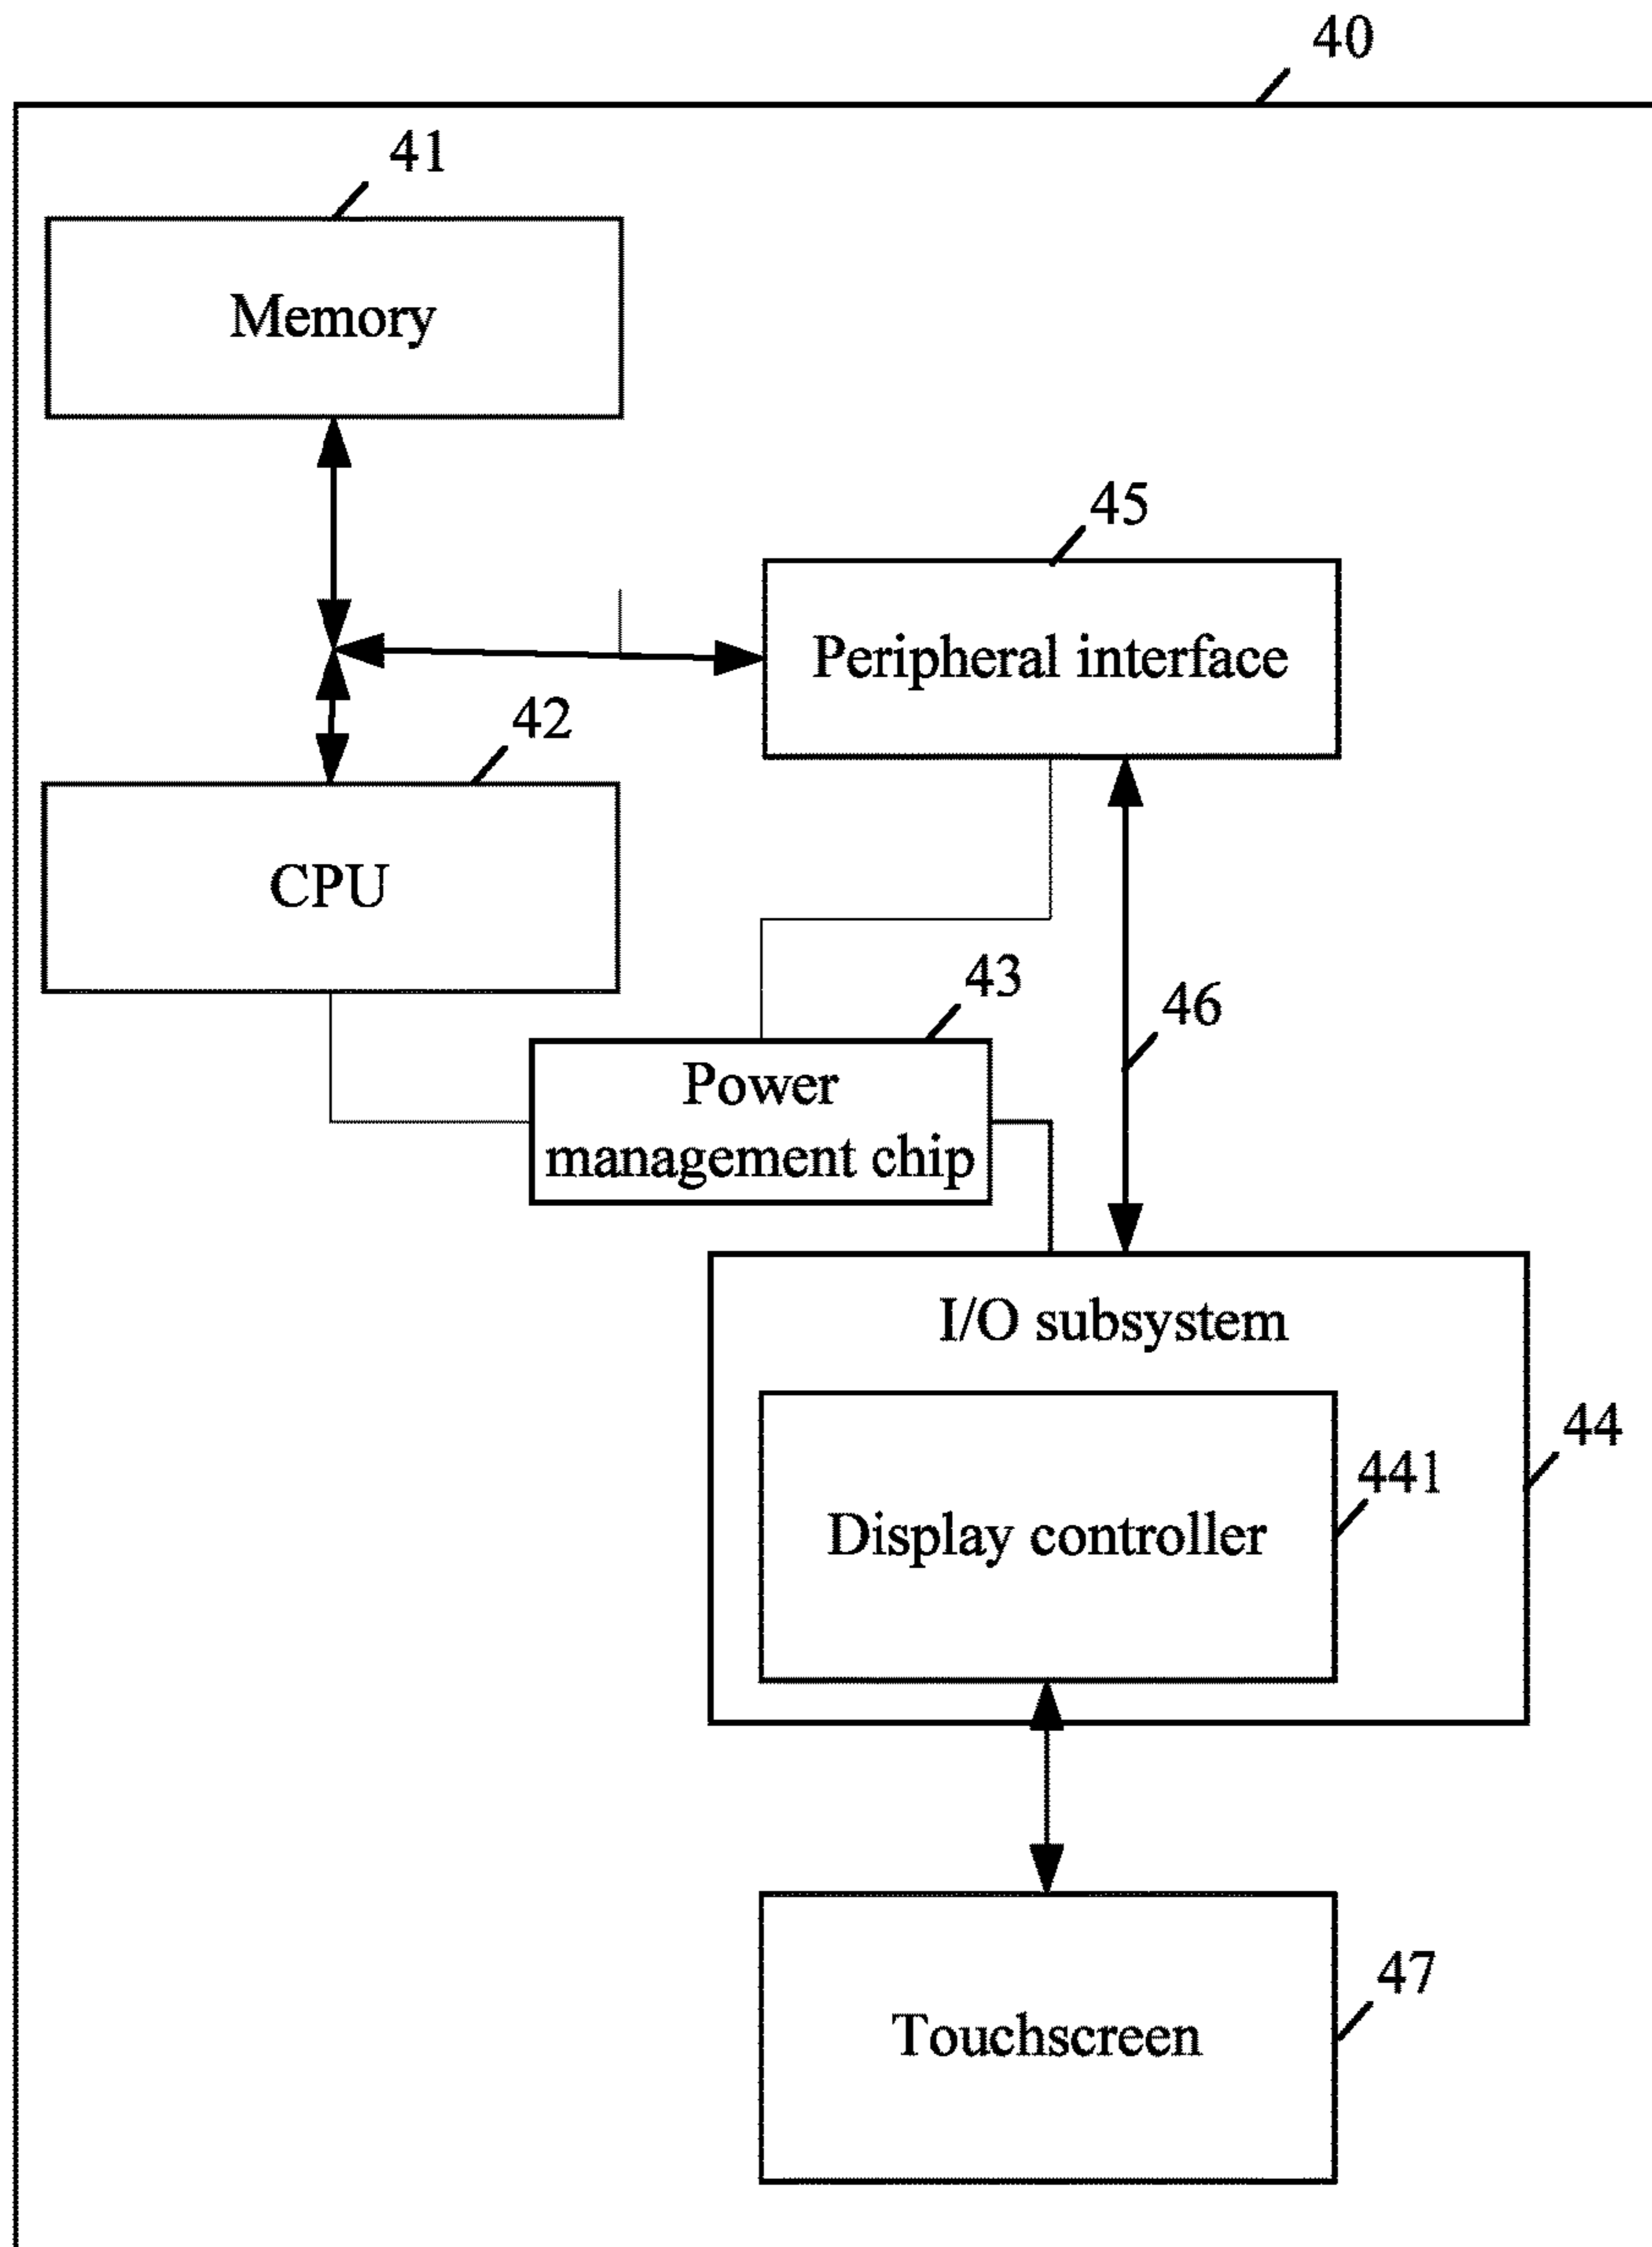 40
41
Memory
45
Peripheral interface
42
CPU
43
46
Power
management chip
I/O subsystem
44
441
Display controller
47
Touchscreen